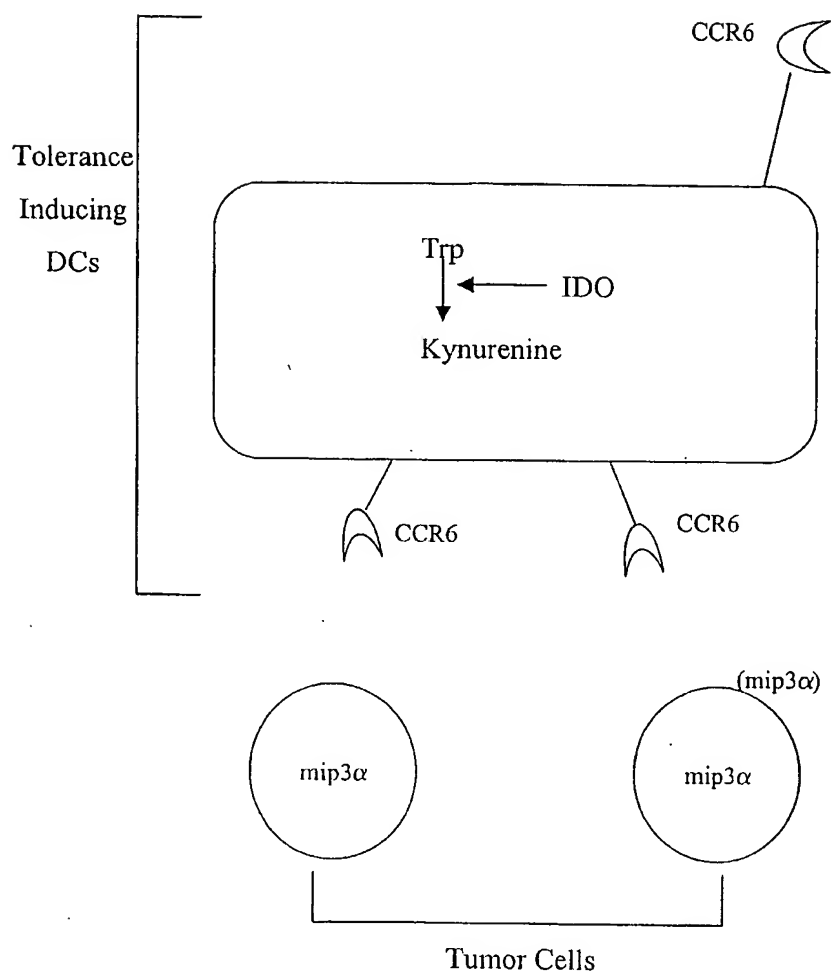 CCR6
Tolerance
Inducing
DCs
Trp
IDO
Kynurenine
CCR6
CCR6
(mip3α)
mip3α
mip3α
Tumor Cells